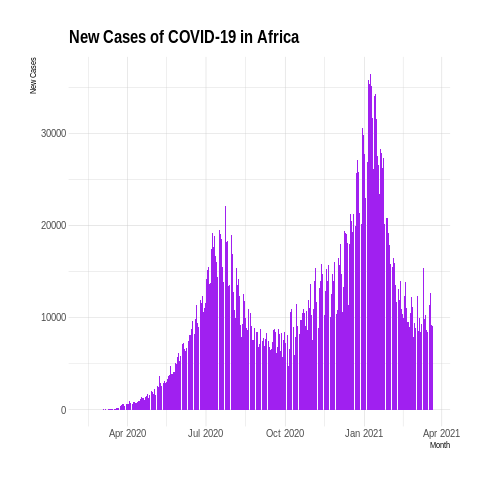 New Cases of COVID-19 in Africa
New Cases
30000
20000
10000
0
Apr 2020 Jul 2020 Oct 2020 Jan 2021 Apr 2021
Month